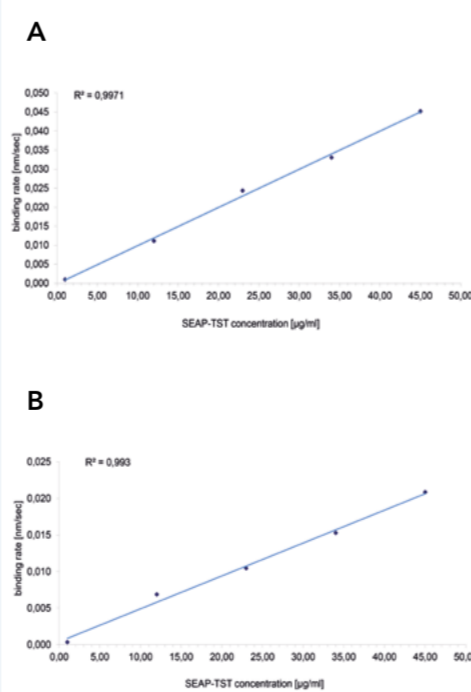 A
R² = 0,9971
binding rate [nm/sec]
0,050
0,045
0,040
0,035
0,030
0,025
0,020
0,015
0,010
0,005
0,000
0,00 5,00 10,00 15,00 20,00 25,00 30,00 35,00 40,00 45,00 50,00
SEAP-TST concentration [µg/ml]
B
R² = 0,993
binding rate [nm/sec]
0,025
0,020
0,015
0,010
0,005
0,000
0,00 5,00 10,00 15,00 20,00 25,00 30,00 35,00 40,00 45,00 50,0
SEAP-TST concentration [µg/ml]